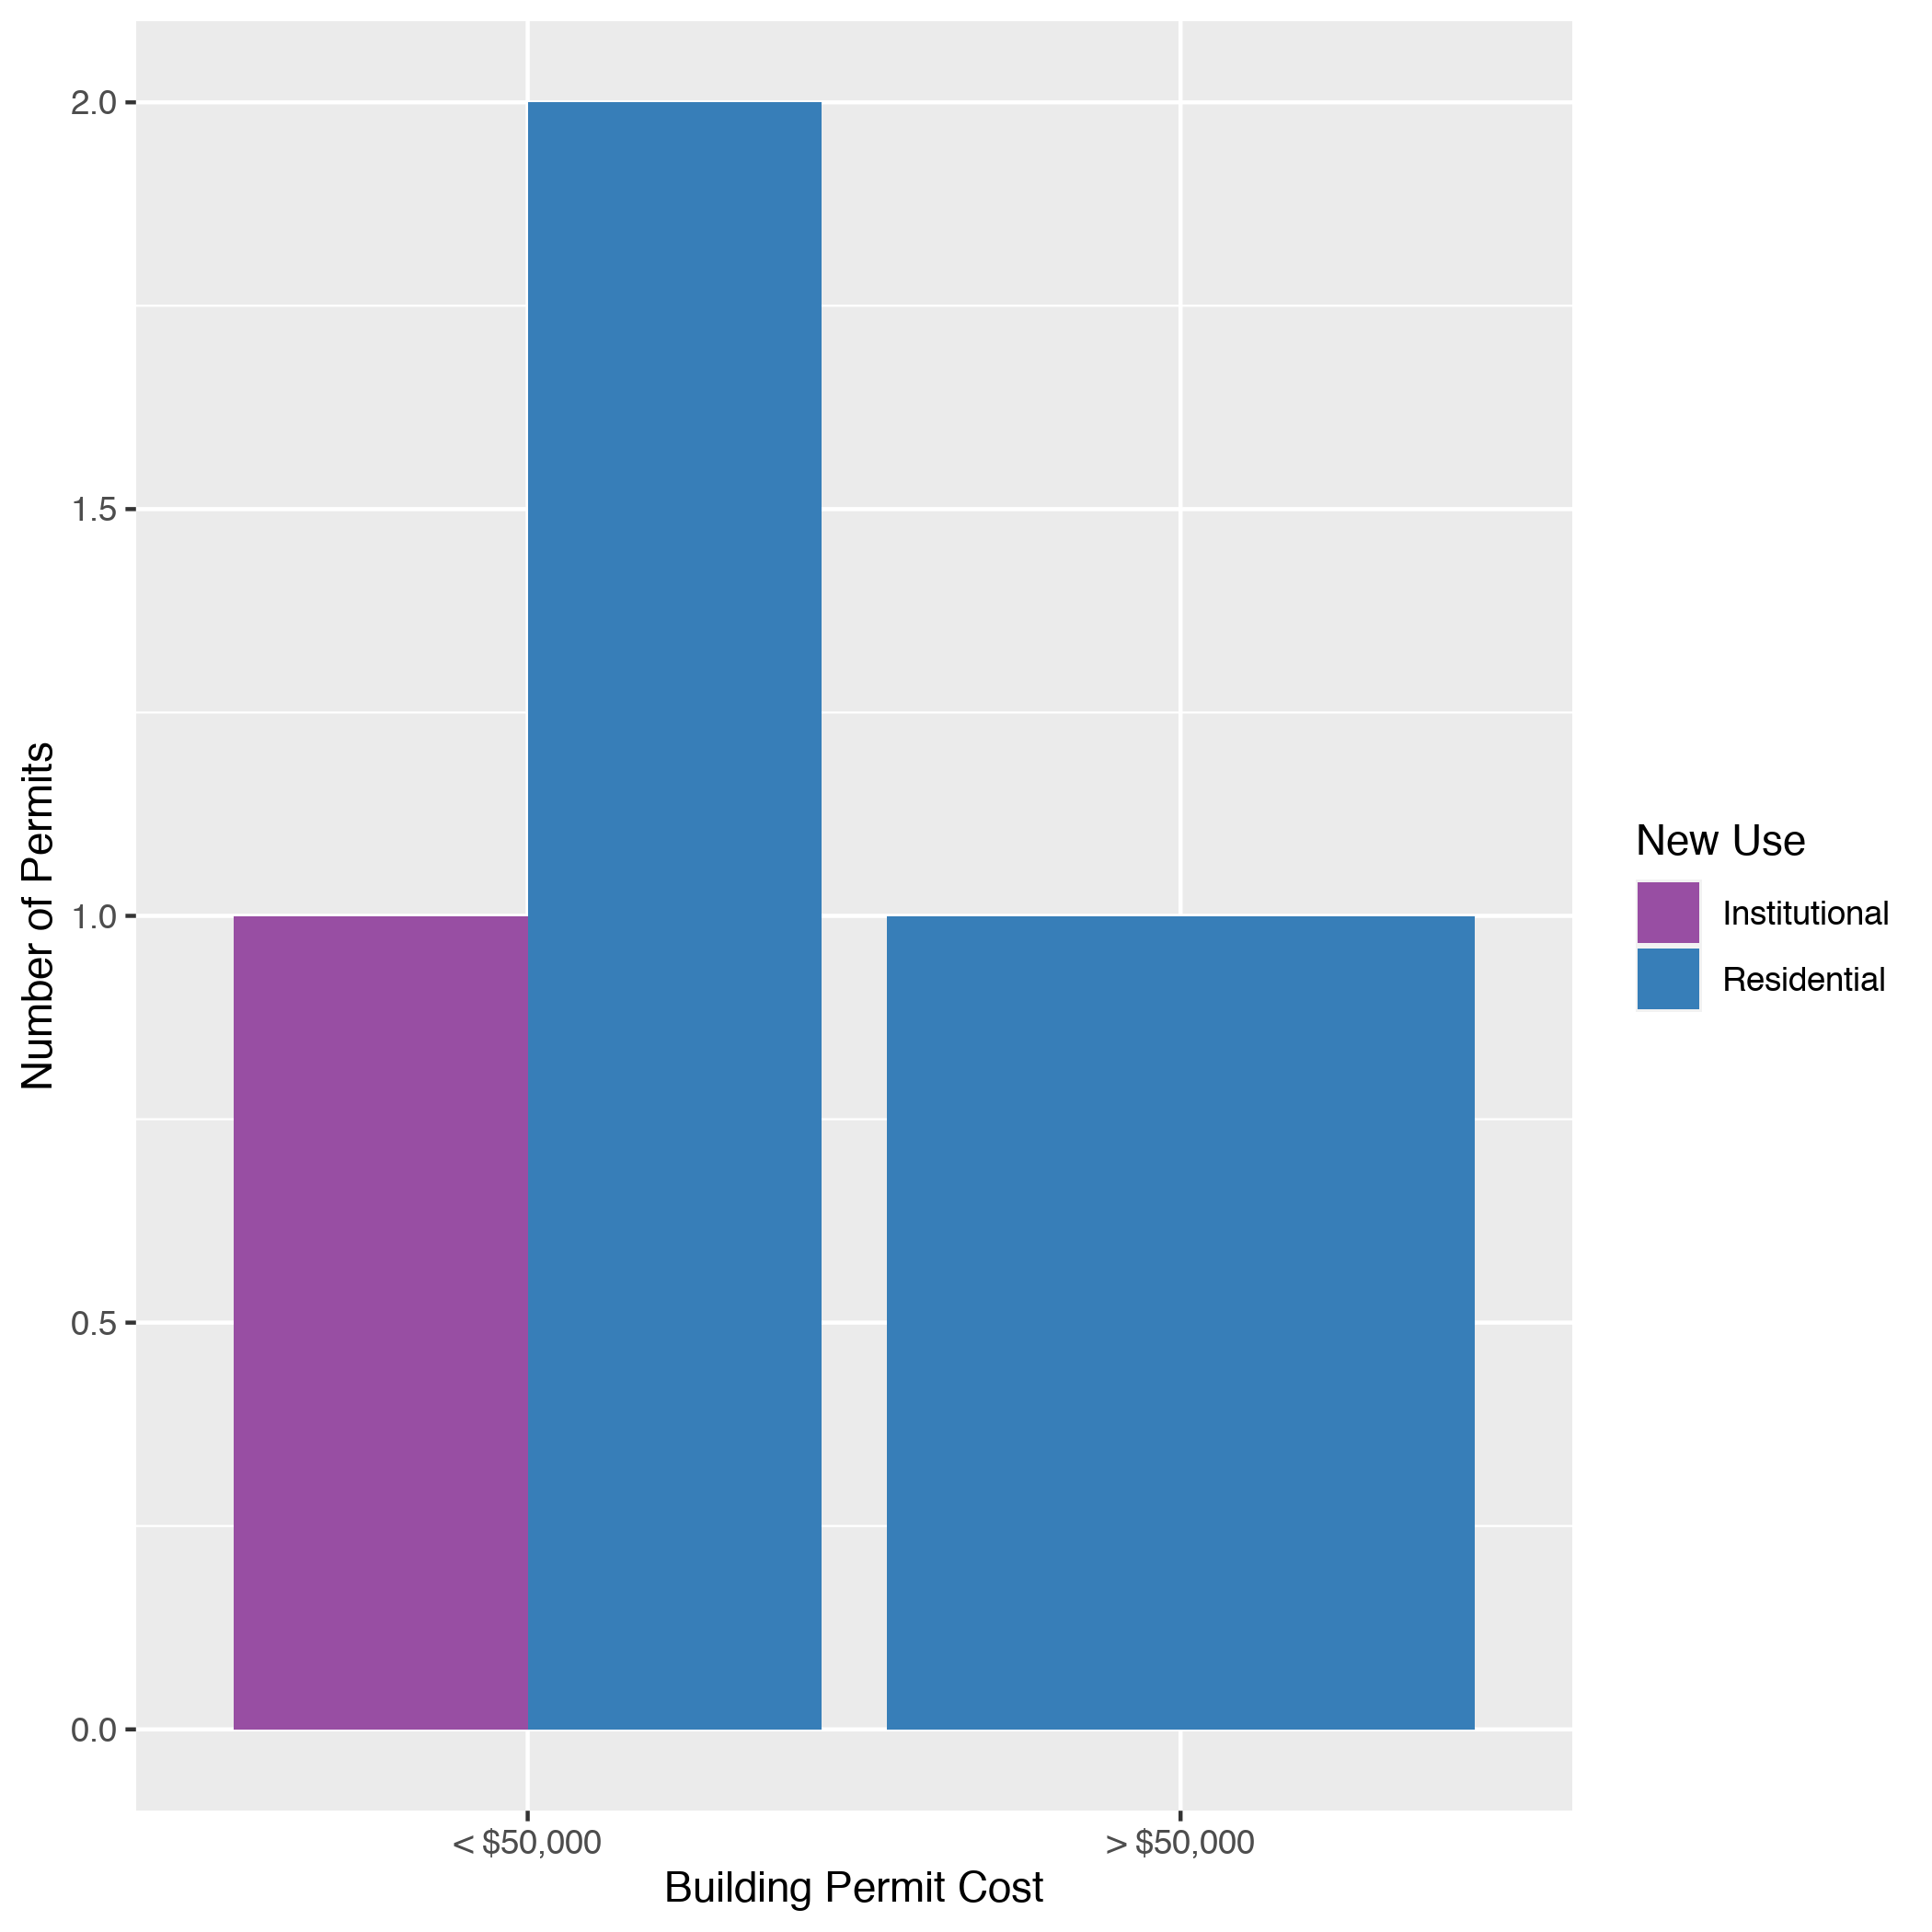 2.0
1.5
1.0
0.5
0.0
Number of Permits
< $50,000
> $50,000
Building Permit Cost
New Use
Institutional
Residential